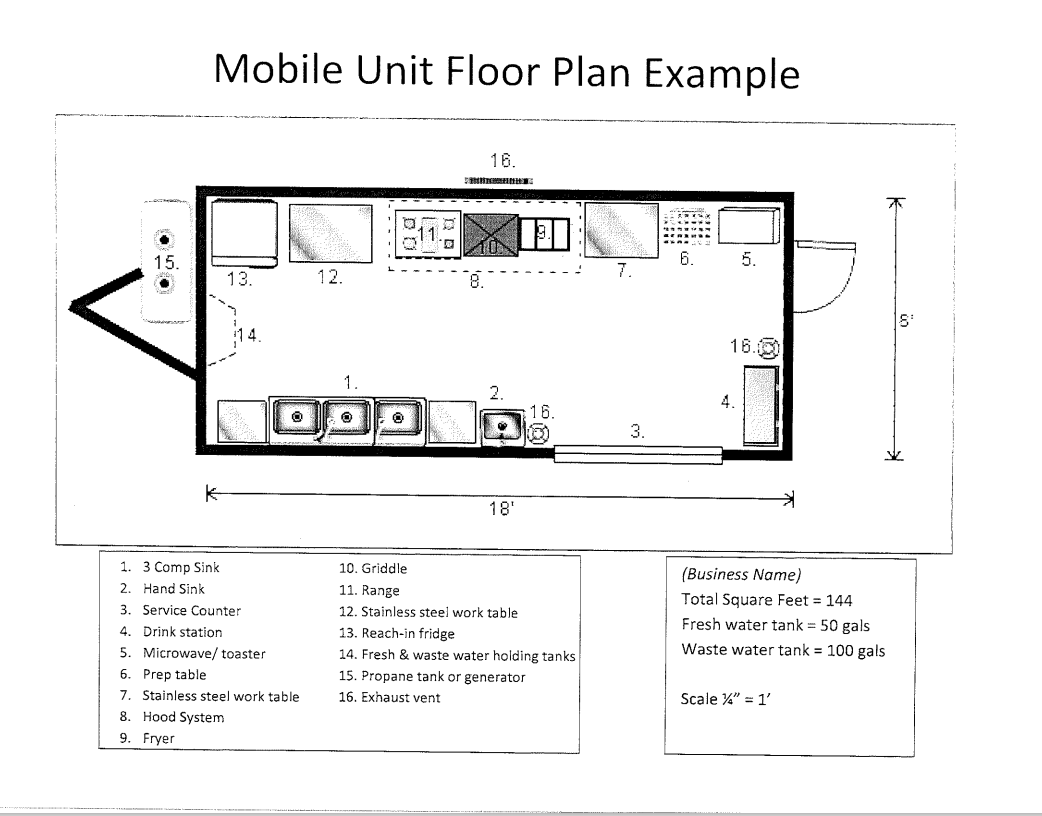 Mobile Unit Floor Plan Example
16.
15.
13.
12.
11.
10.
9.
8.
7.
6.
5.
14.
16.
8'
1.
2.
16.
3.
4.
18'
1. 3 Comp Sink
2. Hand Sink
3. Service Counter
4. Drink station
5. Microwave/ toaster
6. Prep table
7. Stainless steel work table
8. Hood System
9. Fryer
10. Griddle
11. Range
12. Stainless steel work table
13. Reach-in fridge
14. Fresh & waste water holding tanks
15. Propane tank or generator
16. Exhaust vent
(Business Name)
Total Square Feet = 144
Fresh water tank = 50 gals
Waste water tank = 100 gals
Scale ¼” = 1’